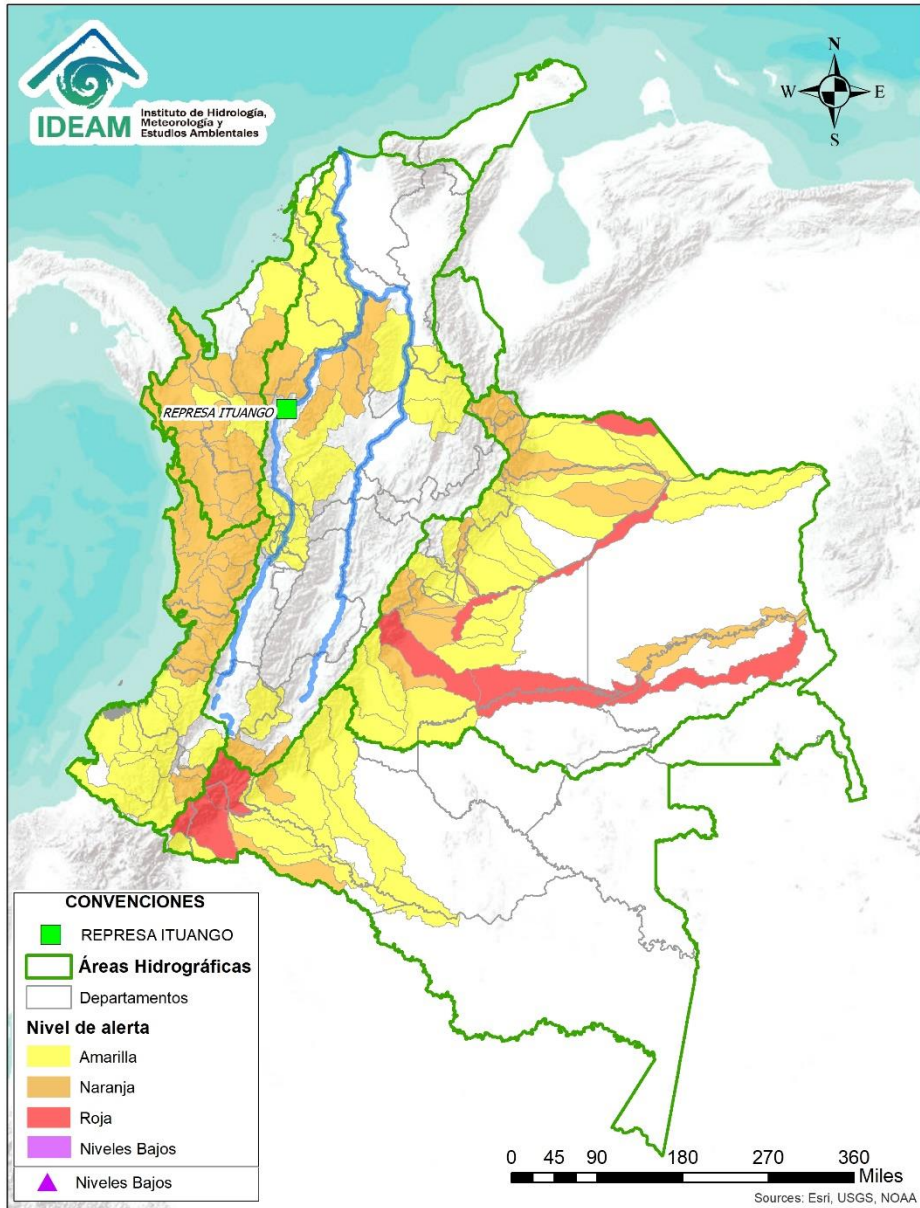 IDEAM
Instituto de Hidrología,
Meteorología y
Estudios Ambientales
N
W
E
S
REPRESA ITUANGO
CONVENCIONES
REPRESA ITUANGO
Áreas Hidrográficas
Departamentos
Nivel de alerta
Amarilla
Naranja
Roja
Niveles Bajos
Niveles Bajos
0 45 90 180 270 360
Miles
Sources: Esri, USGS, NOAA